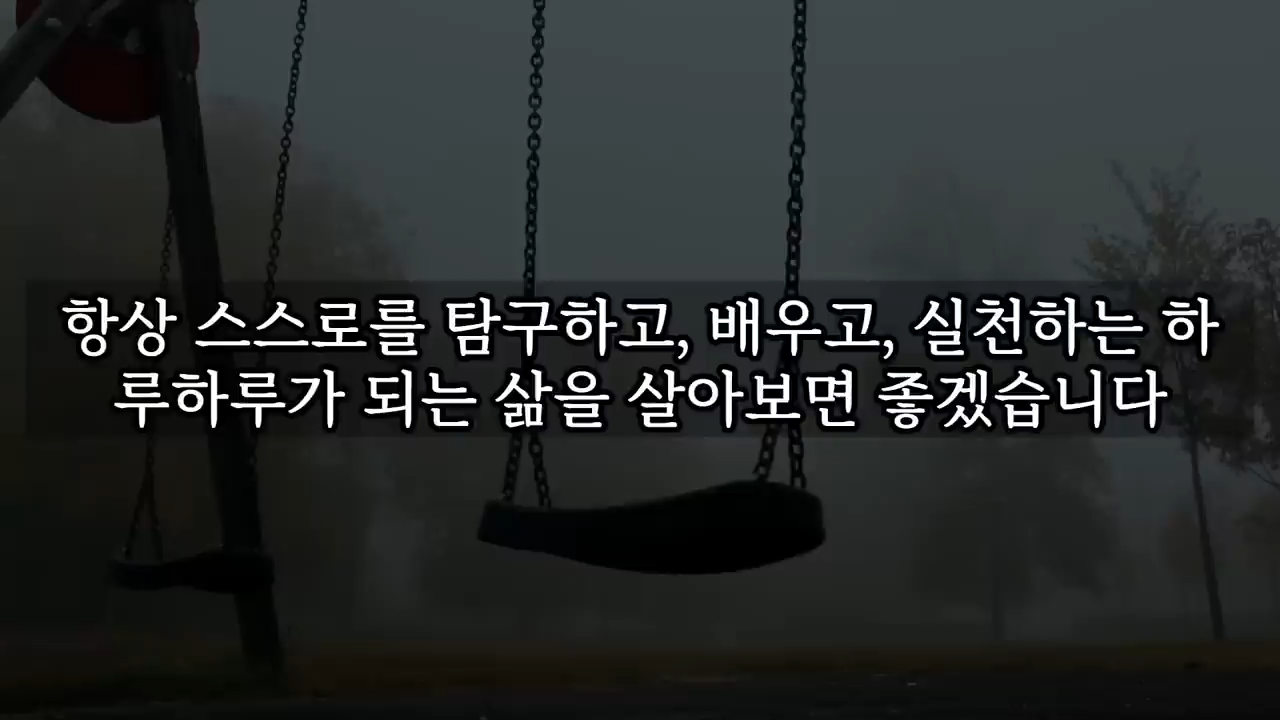 항상 스스로를 탐구하고, 배우고, 실천하는 하
루하루가 되는 삶을 살아보면 좋겠습니다